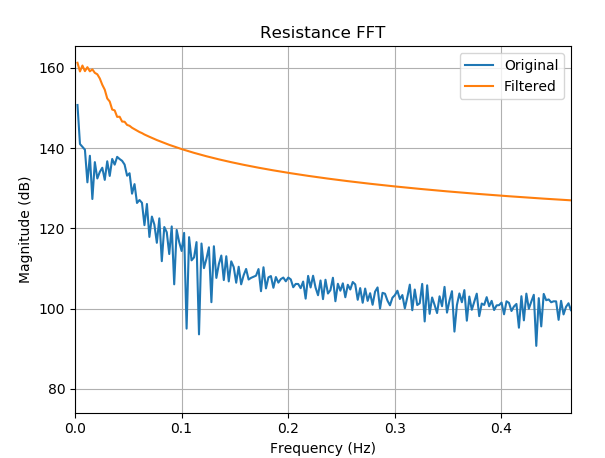 Resistance FFT
Original
Filtered
Magnitude (dB)
160
140
120
100
80
0.0
0.1
0.2
0.3
0.4
Frequency (Hz)